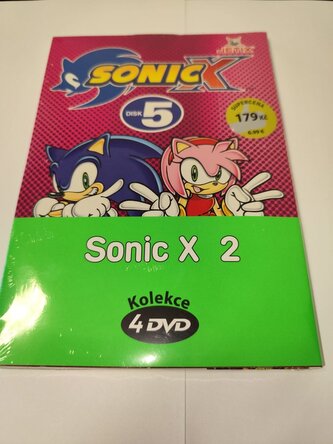 SONIC X
DISK 5
SUPERCENA
179 Kč
6.99 €
Sonic X 2
Kolekce
4 DVD